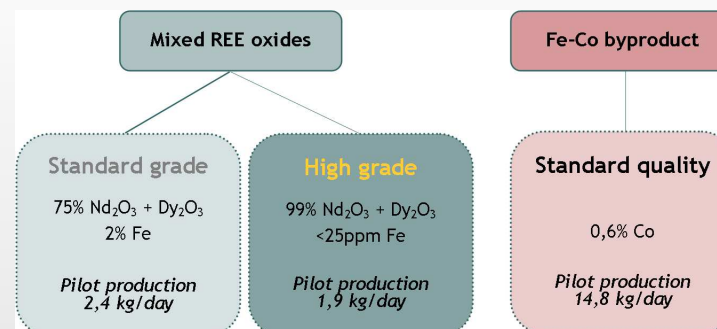 Mixed REE oxides
Fe-Co byproduct
Standard grade
75% Nd₂O₃ + Dy₂O₃
2% Fe
Pilot production
2,4 kg/day
High grade
99% Nd₂O₃ + Dy₂O₃
<25ppm Fe
Pilot production
1,9 kg/day
Standard quality
0,6% Co
Pilot production
14,8 kg/day